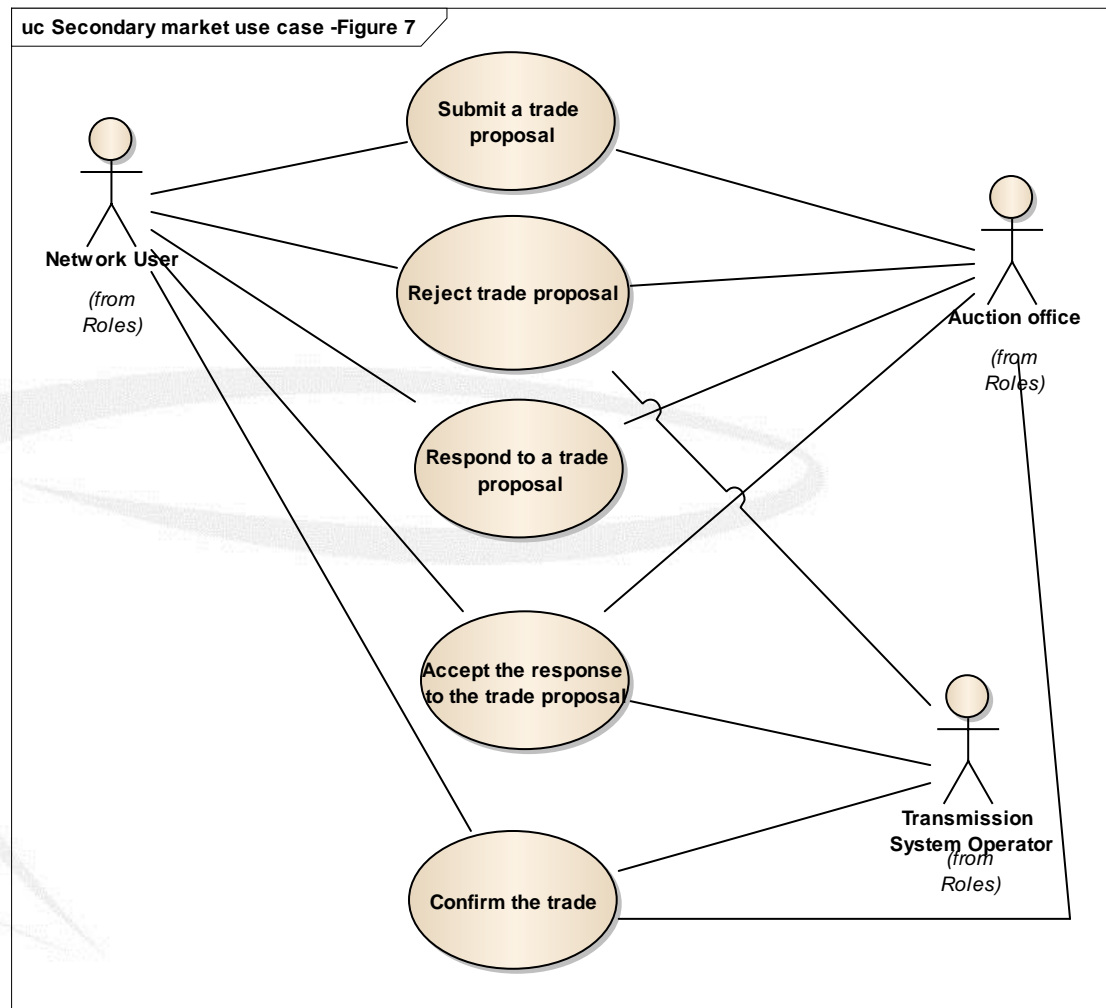 uc Secondary market use case -Figure 7
Submit a trade
proposal
Network User
(from
Roles)
Reject trade proposal
Auction office
(from
Roles)
Respond to a trade
proposal
Accept the response
to the trade proposal
Transmission
System Operator
(from
Roles)
Confirm the trade